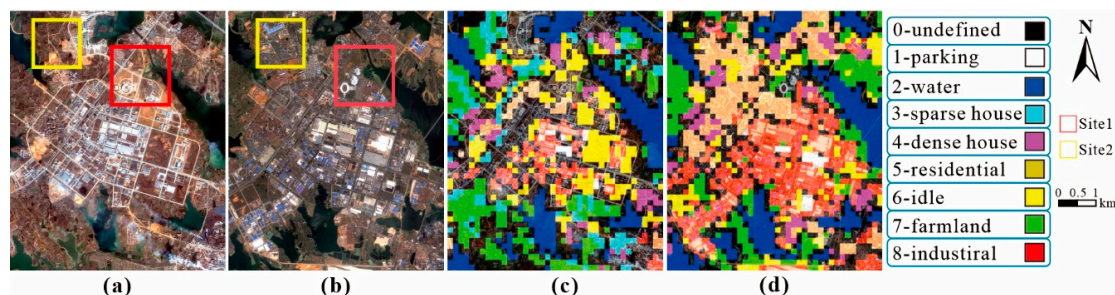 0-undefined
1-parking
2-water
3-sparse house
4-dense house
5-residential
6-idle
7-farmland
8-industiral
N
Site1
Site2
0 0.5 1
km
(a) (b) (c) (d)